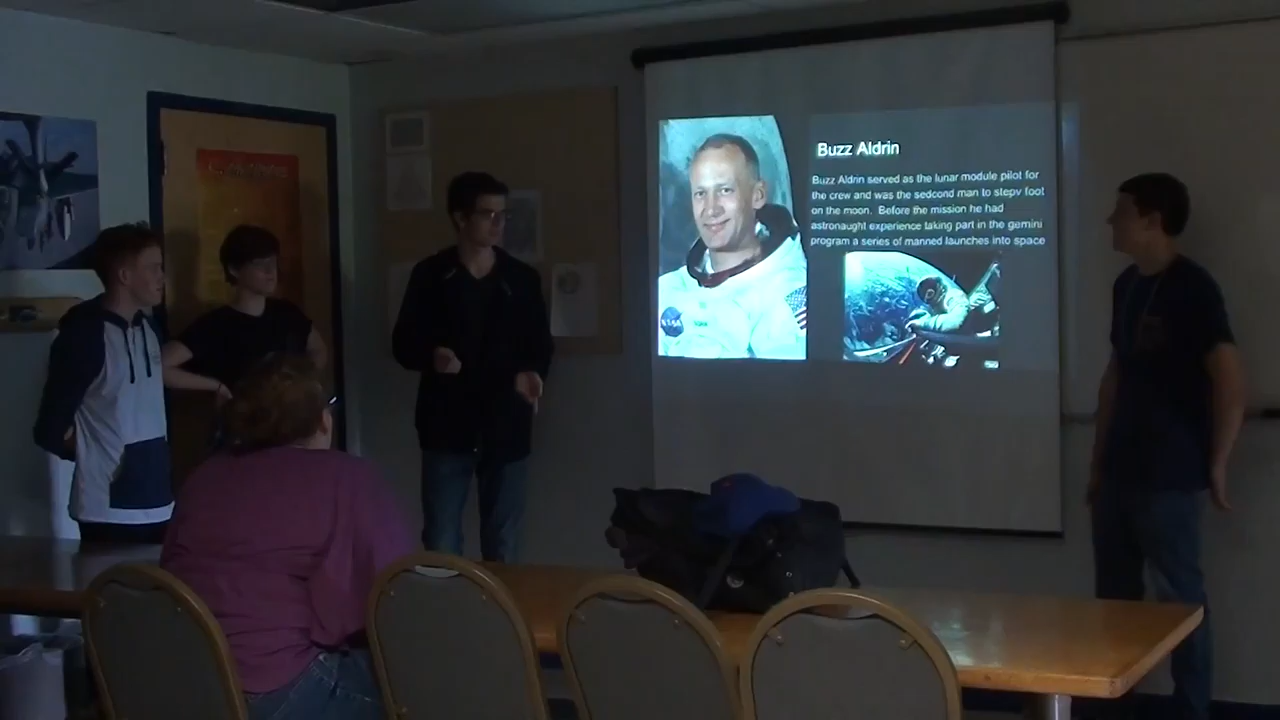 Buzz Aldrin
Buzz Aldrin served as the lunar module pilot for
the crew and was the sedcond man to stepv foot
on the moon. Before the mission he had
astronaught experience taking part in the gemini
program a series of manned launches into space
NASA